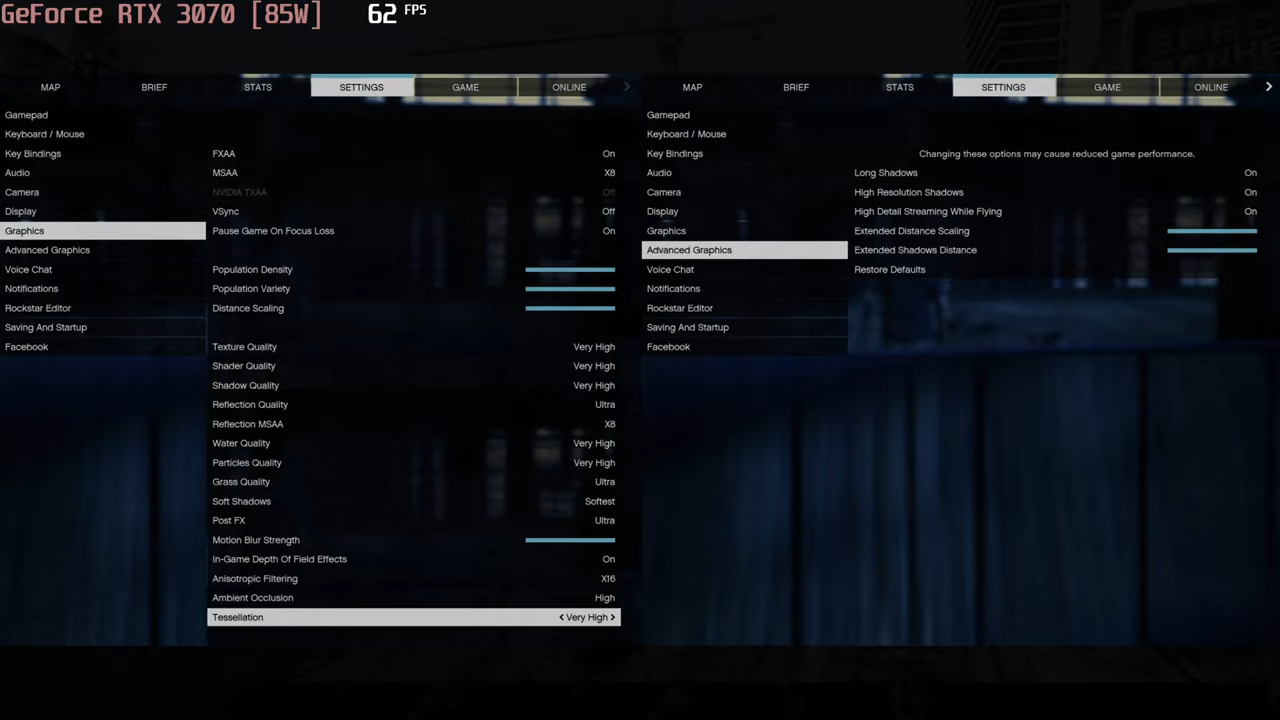 GeForce RTX 3070 [85W] 62 FPS
MAP BRIEF STATS SETTINGS GAME ONLINE
Gamepad
Keyboard / Mouse
Key Bindings
Audio
Camera
Display
Graphics
Advanced Graphics
Voice Chat
Notifications
Rockstar Editor
Saving And Startup
Facebook
FXAA On
MSAA X8
NVIDIA TXAA Off
VSync Off
Pause Game On Focus Loss On
Population Density
Population Variety
Distance Scaling
Texture Quality Very High
Shader Quality Very High
Shadow Quality Very High
Reflection Quality Ultra
Reflection MSAA X8
Water Quality Very High
Particles Quality Very High
Grass Quality Ultra
Soft Shadows Softest
Post FX Ultra
Motion Blur Strength
In-Game Depth Of Field Effects On
Anisotropic Filtering X16
Ambient Occlusion High
Tessellation < Very High >
MAP BRIEF STATS SETTINGS GAME ONLINE
Gamepad
Keyboard / Mouse
Key Bindings
Audio
Camera
Display
Graphics
Advanced Graphics
Voice Chat
Notifications
Rockstar Editor
Saving And Startup
Facebook
Changing these options may cause reduced game performance.
Long Shadows On
High Resolution Shadows On
High Detail Streaming While Flying On
Extended Distance Scaling
Extended Shadows Distance
Restore Defaults